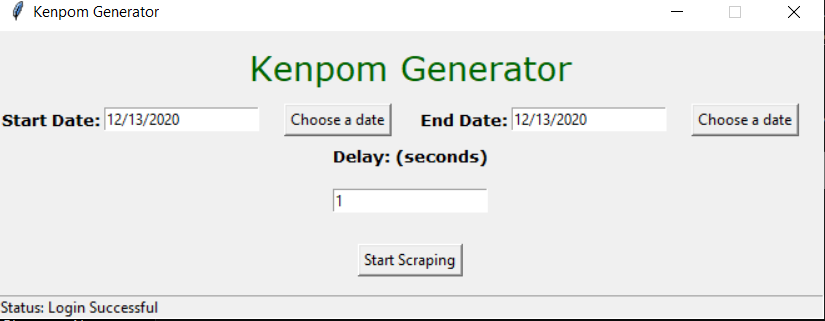 Kenpom Generator
Kenpom Generator
Start Date: 12/13/2020 Choose a date End Date: 12/13/2020 Choose a date
Delay: (seconds)
1
Start Scraping
Status: Login Successful